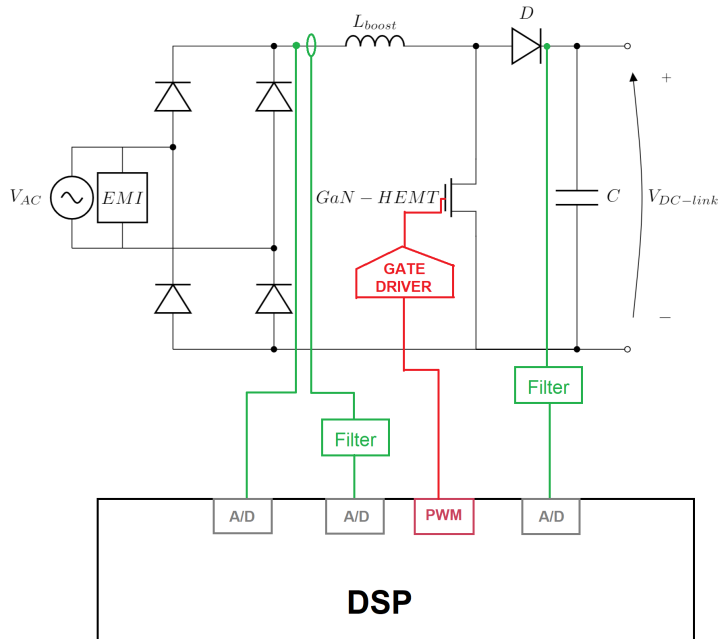 L_boost
D
V_AC
EMI
GaN − HEMT
C
+
V_DC−link
−
GATE
DRIVER
Filter
Filter
A/D
A/D
PWM
A/D
DSP